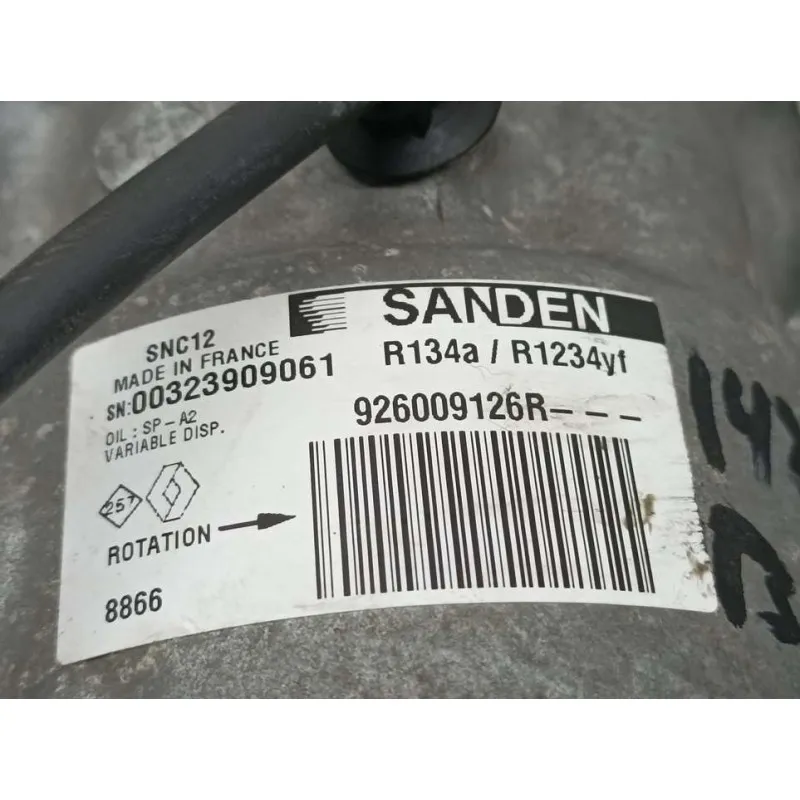 SANDEN
SNC12
MADE IN FRANCE
SN:00323909061
R134a / R1234yf
OIL : SP-A2
VARIABLE DISP.
926009126R---
257
ROTATION
8866